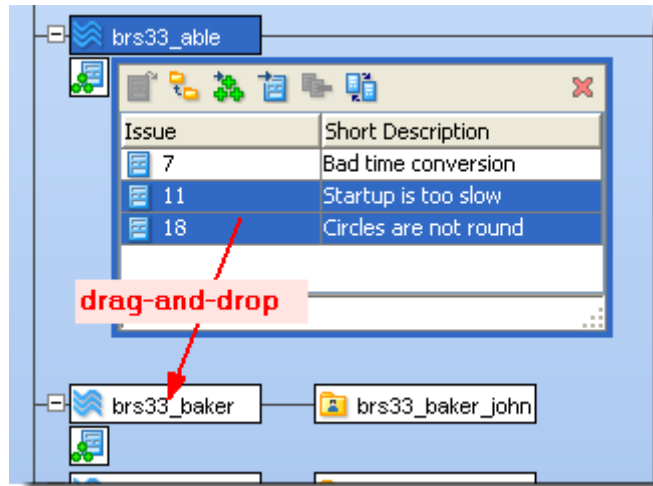 brs33_able
Issue Short Description
7 Bad time conversion
11 Startup is too slow
18 Circles are not round
drag-and-drop
brs33_baker brs33_baker_john